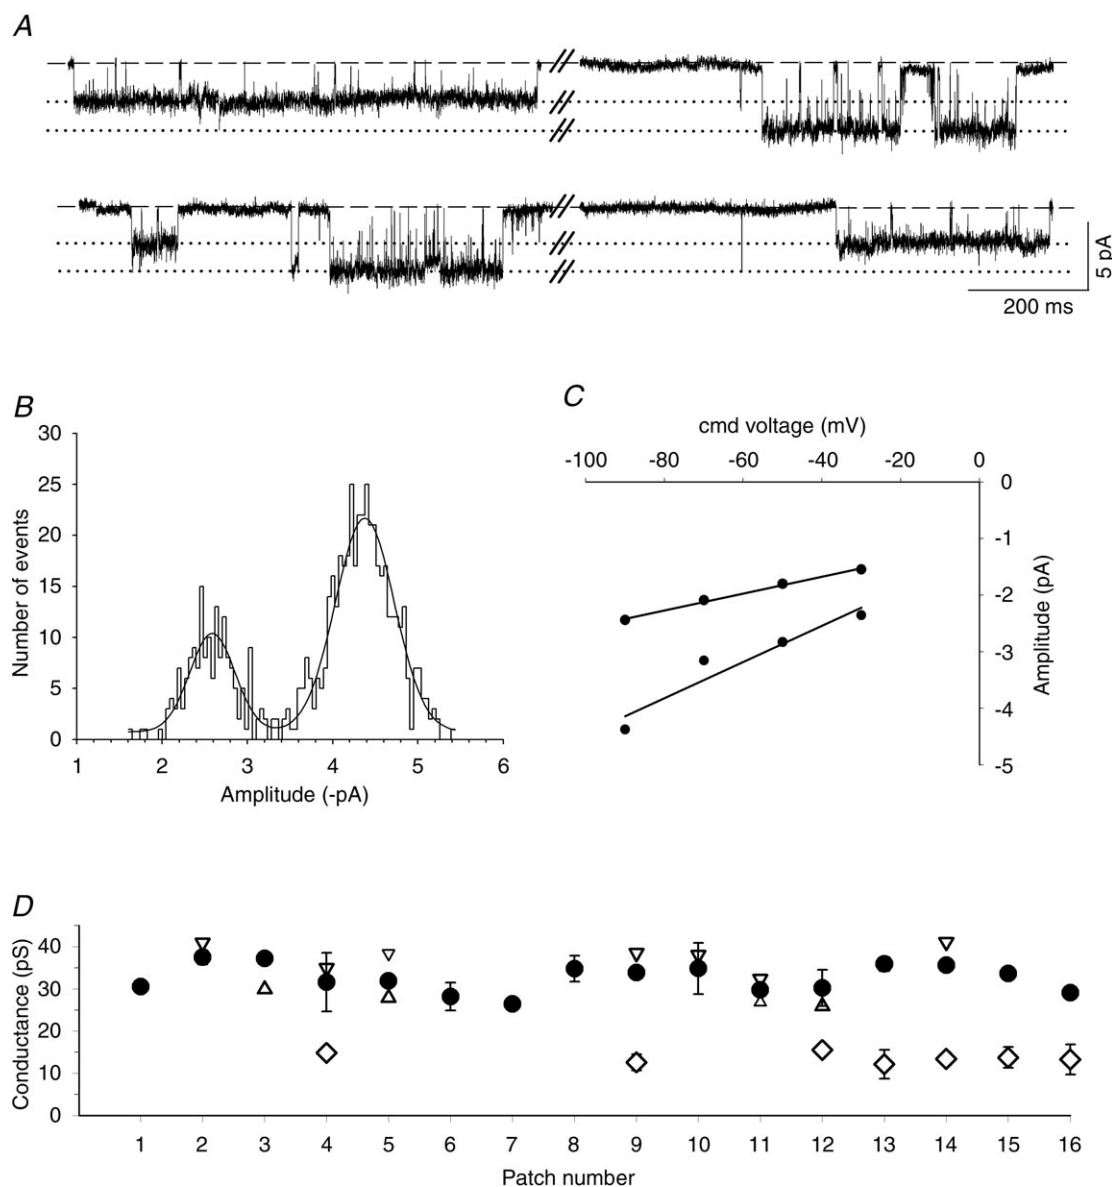 A
5 pA
200 ms
B
30
25
20
15
10
5
0
Number of events
1 2 3 4 5 6
Amplitude (-pA)
C
cmd voltage (mV)
-100 -80 -60 -40 -20 0
0
-1
-2
-3
-4
-5
Amplitude (pA)
D
40
30
20
10
0
Conductance (pS)
1 2 3 4 5 6 7 8 9 10 11 12 13 14 15 16
Patch number